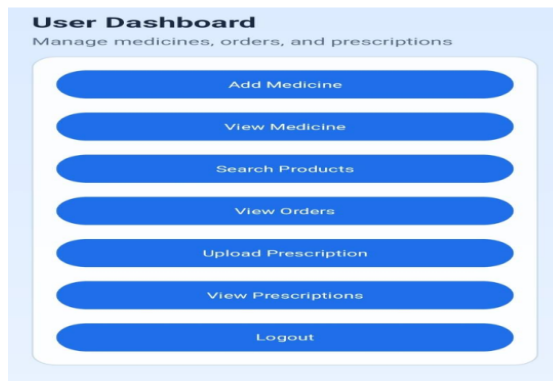 User Dashboard
Manage medicines, orders, and prescriptions
Add Medicine
View Medicine
Search Products
View Orders
Upload Prescription
View Prescriptions
Logout